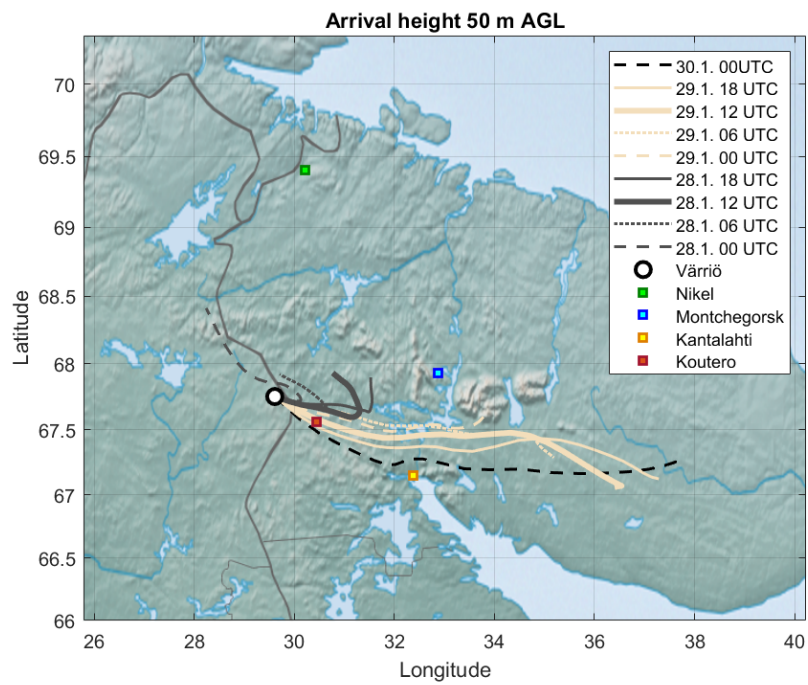 Arrival height 50 m AGL
30.1. 00UTC
29.1. 18 UTC
29.1. 12 UTC
29.1. 06 UTC
29.1. 00 UTC
28.1. 18 UTC
28.1. 12 UTC
28.1. 06 UTC
28.1. 00 UTC
Värriö
Nikel
Montchegorsk
Kantalahti
Koutero
Latitude
70
69.5
69
68.5
68
67.5
67
66.5
66
26 28 30 32 34 36 38 40
Longitude